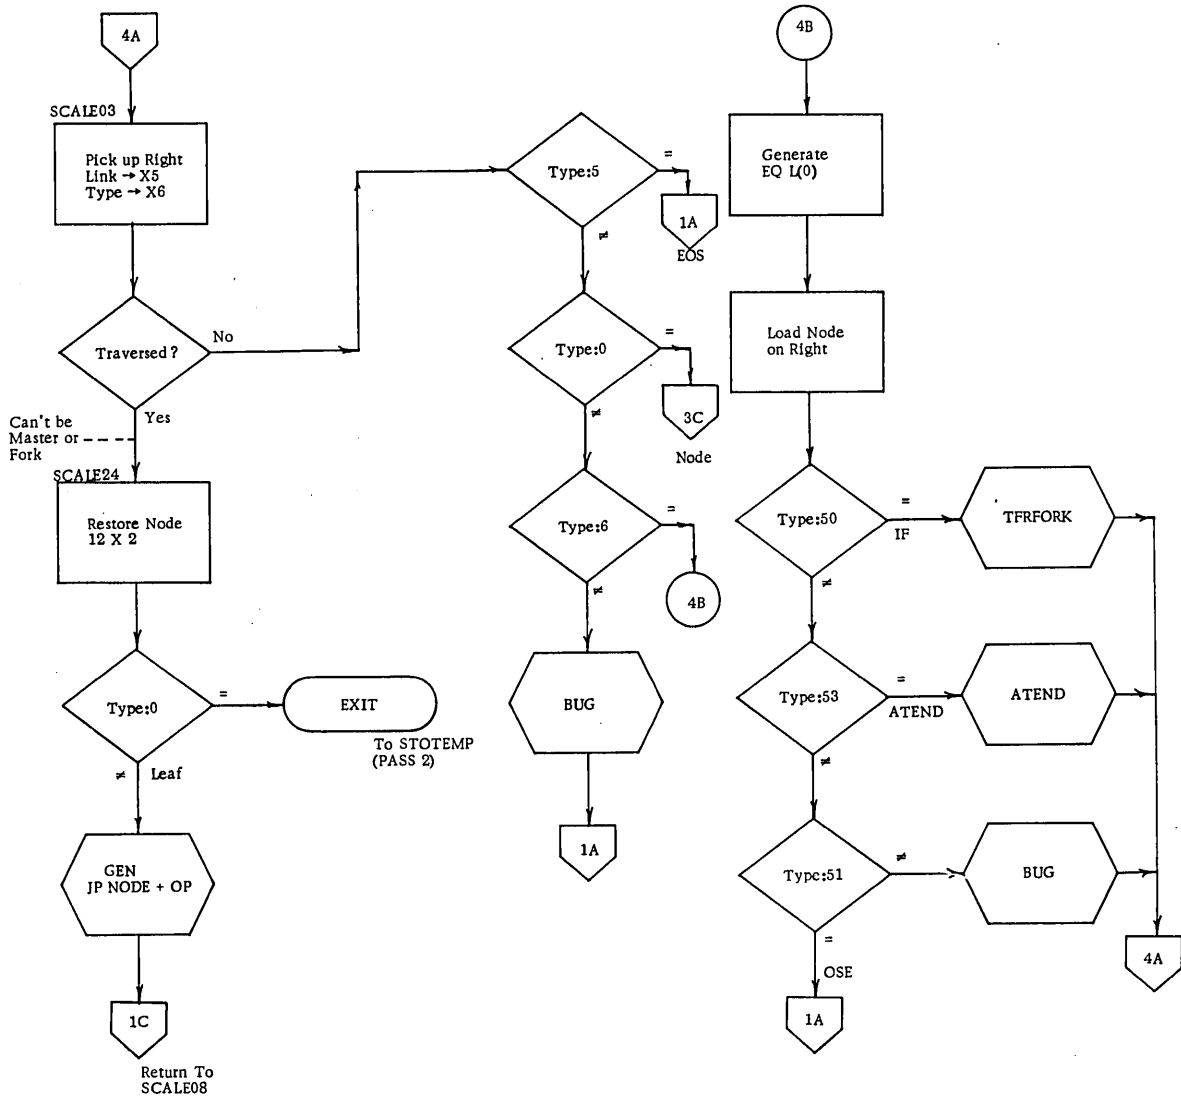 4A
SCALE03
Pick up Right
Link → X5
Type → X6
Traversed ?
No
Yes
Can't be
Master or
Fork
SCALE24
Restore Node
12 X 2
Type:0
=
EXIT
To STOTEMP
(PASS 2)
≠
Leaf
GEN
JP NODE + OP
1C
Return To
SCALE08
Type:5
=
1A
EOS
≠
Type:0
=
3C
Node
≠
Type:6
=
4B
≠
BUG
1A
4B
Generate
EQ L(0)
Load Node
on Right
Type:50
=
IF
TFRFORK
≠
Type:53
=
ATEND
ATEND
≠
Type:51
≠
BUG
=
OSE
1A
4A